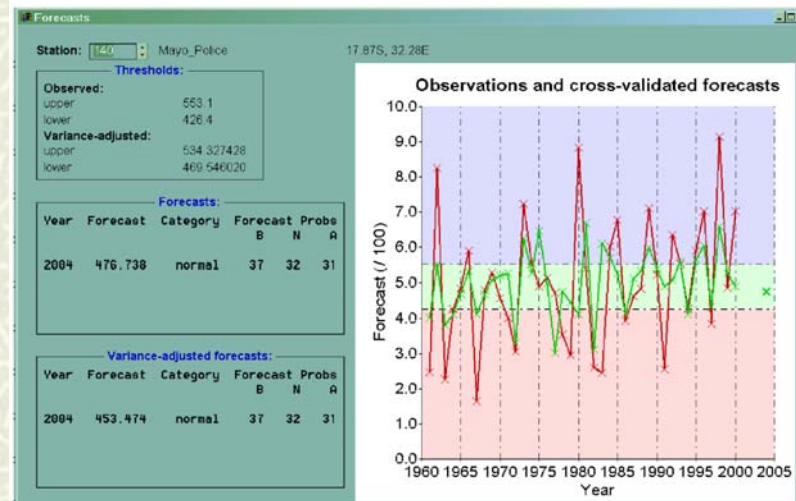 Forecasts
Station: 140 Mayo_Police 17.87S, 32.28E
Thresholds:
Observed:
upper 553.1
lower 426.4
Variance-adjusted:
upper 534.327428
lower 469.546020
Forecasts:
Year Forecast Category Forecast Probs
B N A
2004 476.738 normal 37 32 31
Variance-adjusted forecasts:
Year Forecast Category Forecast Probs
B N A
2004 453.474 normal 37 32 31
Observations and cross-validated forecasts
Forecast (/ 100)
10.0
9.0
8.0
7.0
6.0
5.0
4.0
3.0
2.0
1.0
0.0
1960 1965 1970 1975 1980 1985 1990 1995 2000 2005
Year